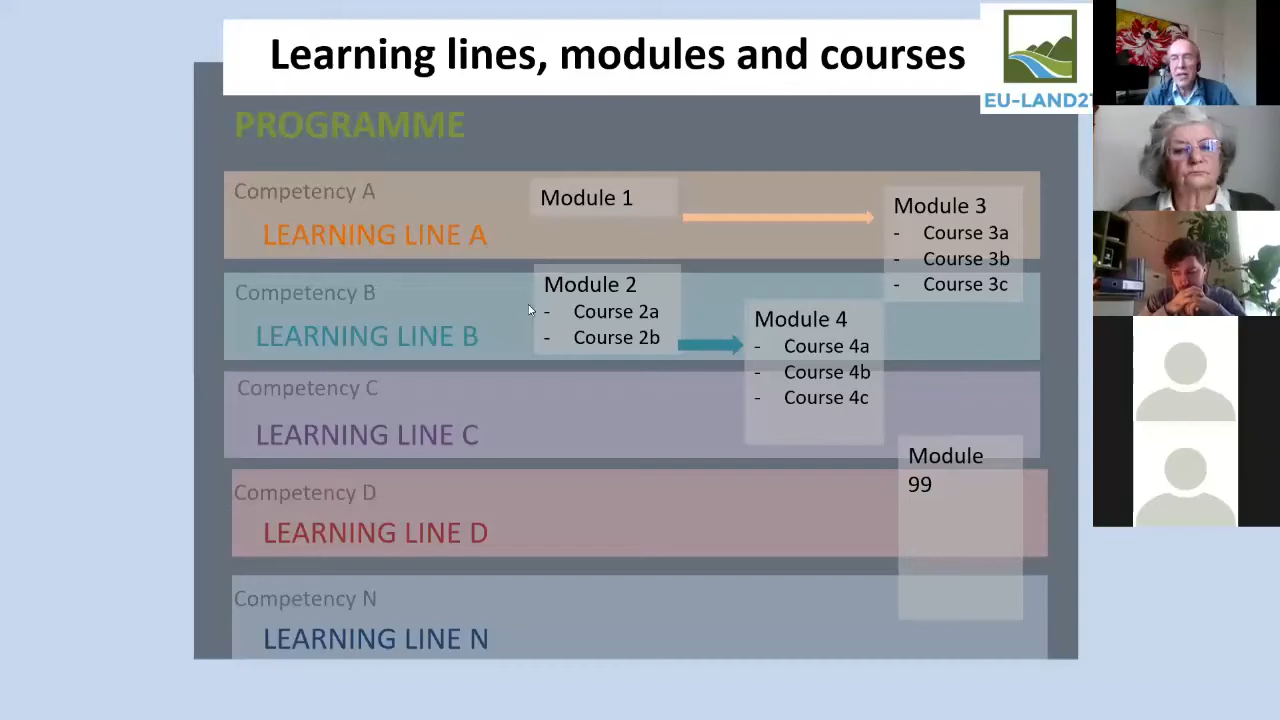 Learning lines, modules and courses
EU-LAND21
PROGRAMME
Competency A
LEARNING LINE A
Module 1
Module 3
- Course 3a
- Course 3b
- Course 3c
Competency B
LEARNING LINE B
Module 2
- Course 2a
- Course 2b
Module 4
- Course 4a
- Course 4b
- Course 4c
Competency C
LEARNING LINE C
Module
99
Competency D
LEARNING LINE D
Competency N
LEARNING LINE N